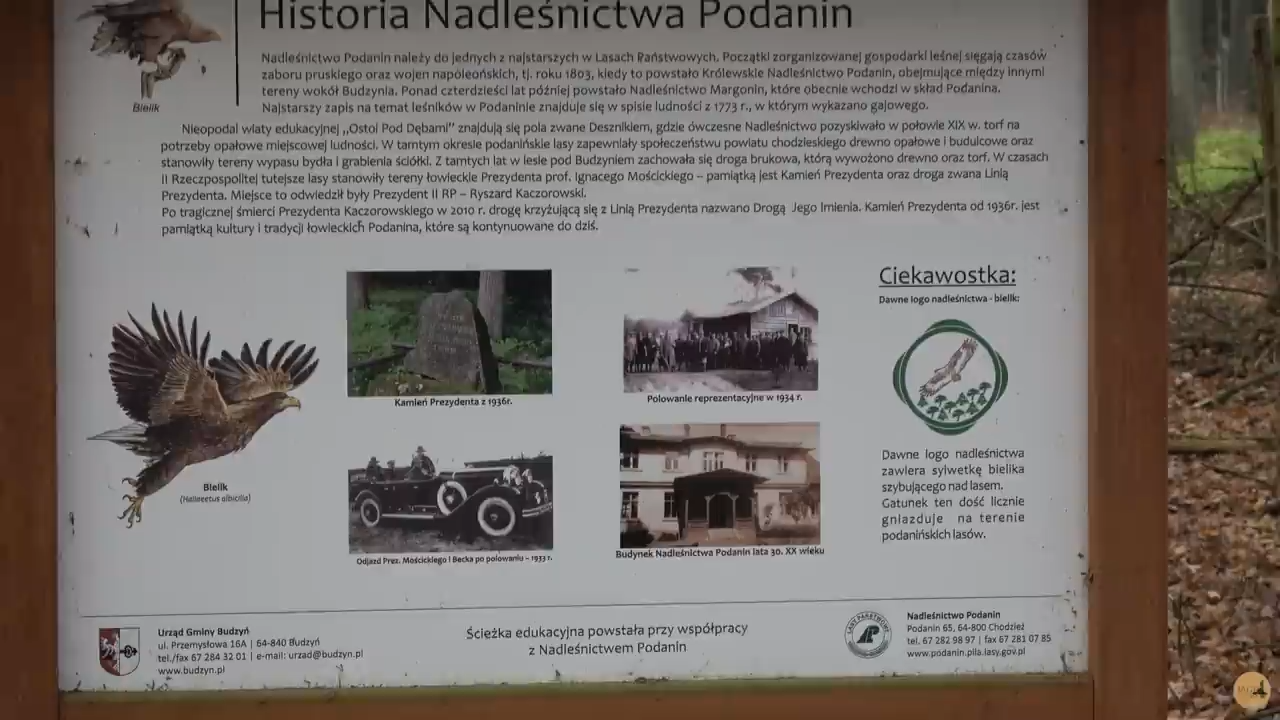 Historia Nadleśnictwa Podanin
Bielik
Nadleśnictwo Podanin należy do jednych z najstarszych w Lasach Państwowych. Początki zorganizowanej gospodarki leśnej sięgają czasów
zaboru pruskiego oraz wojen napoleońskich, tj. roku 1803, kiedy to powstało Królewskie Nadleśnictwo Podanin, obejmujące między innymi
tereny wokół Budzynia. Ponad czterdzieści lat później powstało Nadleśnictwo Margonin, które obecnie wchodzi w skład Podanina.
Najstarszy zapis na temat leśników w Podaninie znajduje się w spisie ludności z 1773 r., w którym wykazano gajowego.
Nieopodal wiaty edukacyjnej „Ostoi Pod Dębami" znajdują się pola zwane Desznikiem, gdzie ówczesne Nadleśnictwo pozyskiwało w połowie XIX w. torf na
potrzeby opałowe miejscowej ludności. W tamtym okresie podanińskie lasy zapewniały społeczeństwu powiatu chodzieskiego drewno opałowe i budulcowe oraz
stanowiły tereny wypasu bydła i grabienia ściółki. Z tamtych lat w lesie pod Budzyniem zachowała się droga brukowa, którą wywożono drewno oraz torf. W czasach
II Rzeczpospolitej tutejsze lasy stanowiły tereny łowieckie Prezydenta prof. Ignacego Mościckiego – pamiątką jest Kamień Prezydenta oraz droga zwana Linią
Prezydenta. Miejsce to odwiedził były Prezydent II RP – Ryszard Kaczorowski.
Po tragicznej śmierci Prezydenta Kaczorowskiego w 2010 r. drogę krzyżującą się z Linią Prezydenta nazwano Drogą Jego Imienia. Kamień Prezydenta od 1936r. jest
pamiątką kultury i tradycji łowieckich Podanina, które są kontynuowane do dziś.
Bielik
(Haliaeetus albicilla)
Kamień Prezydenta z 1936r.
Polowanie reprezentacyjne w 1934 r.
Odjazd Prez. Mościckiego i Becka po polowaniu – 1933 r.
Budynek Nadleśnictwa Podanin lata 30. XX wieku
Ciekawostka:
Dawne logo nadleśnictwa - bielik:
Dawne logo nadleśnictwa
zawiera sylwetkę bielika
szybującego nad lasem.
Gatunek ten dość licznie
gniazduje na terenie
podanińskich lasów.
Urząd Gminy Budzyń
ul. Przemysłowa 16A | 64-840 Budzyń
tel./fax 67 284 32 01 | e-mail: urzad@budzyn.pl
www.budzyn.pl
Ścieżka edukacyjna powstała przy współpracy
z Nadleśnictwem Podanin
LASY PAŃSTWOWE
Nadleśnictwo Podanin
Podanin 65, 64-800 Chodzież
tel. 67 282 98 97 | fax 67 281 07 85
www.podanin.pila.lasy.gov.pl